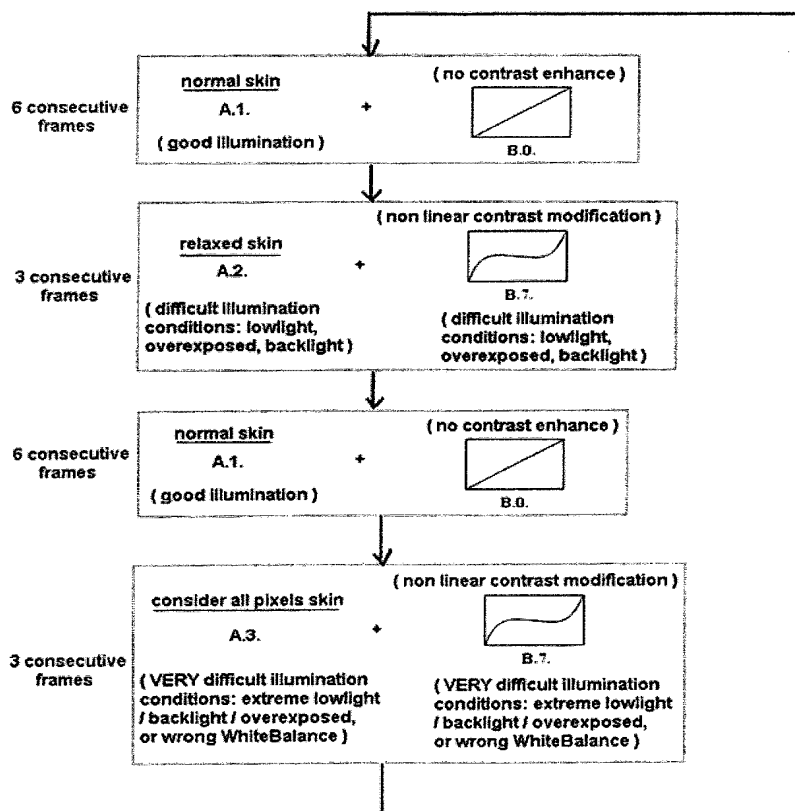 6 consecutive
frames
normal skin
A.1.
( good illumination )
+
( no contrast enhance )
B.0.
3 consecutive
frames
relaxed skin
A.2.
( difficult illumination
conditions: lowlight,
overexposed, backlight )
+
( non linear contrast modification )
B.7.
( difficult illumination
conditions: lowlight,
overexposed, backlight )
6 consecutive
frames
normal skin
A.1.
( good illumination )
+
( no contrast enhance )
B.0.
3 consecutive
frames
consider all pixels skin
A.3.
( VERY difficult illumination
conditions: extreme lowlight
/ backlight / overexposed,
or wrong WhiteBalance )
+
( non linear contrast modification )
B.7.
( VERY difficult illumination
conditions: extreme lowlight
/ backlight / overexposed,
or wrong WhiteBalance )